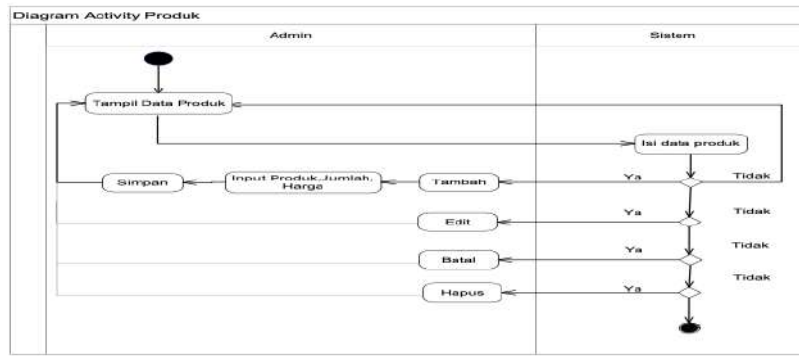 Diagram Activity Produk
Admin
Sistem
Tampil Data Produk
Isi data produk
Simpan
Input Produk,Jumlah,
Harga
Tambah
Ya
Tidak
Edit
Ya
Tidak
Batal
Ya
Tidak
Hapus
Ya
Tidak